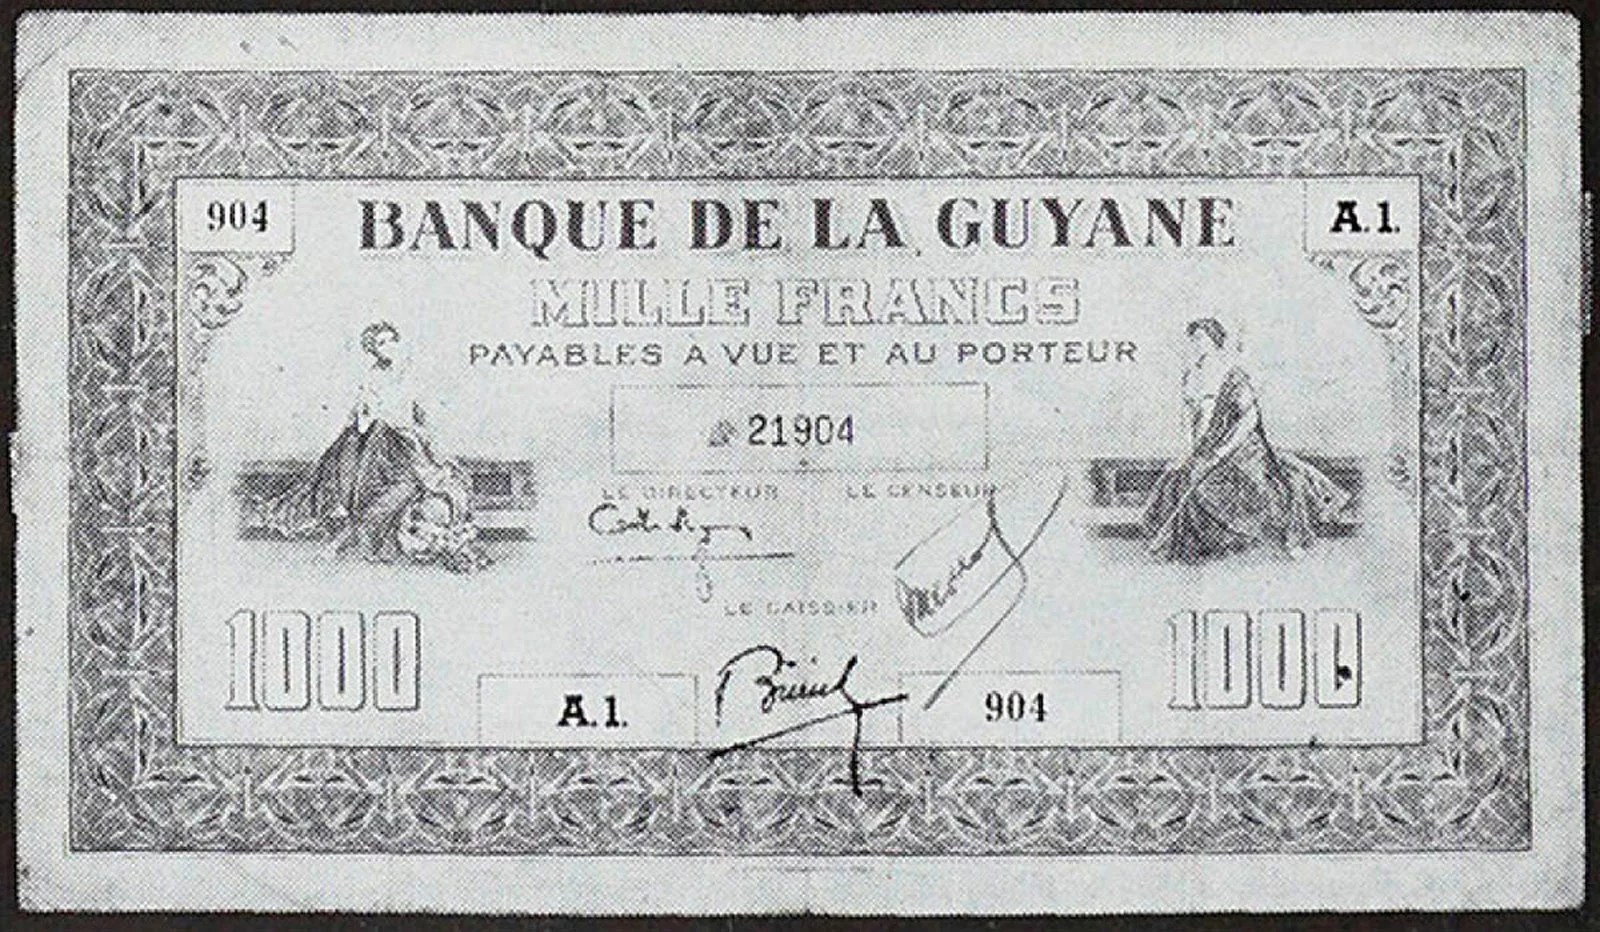 904 BANQUE DE LA GUYANE A.1.
MILLE FRANCS
PAYABLES A VUE ET AU PORTEUR
21904
LE DIRECTEUR LE CENSEUR
LE CAISSIER
1000 1000
A.1. 904